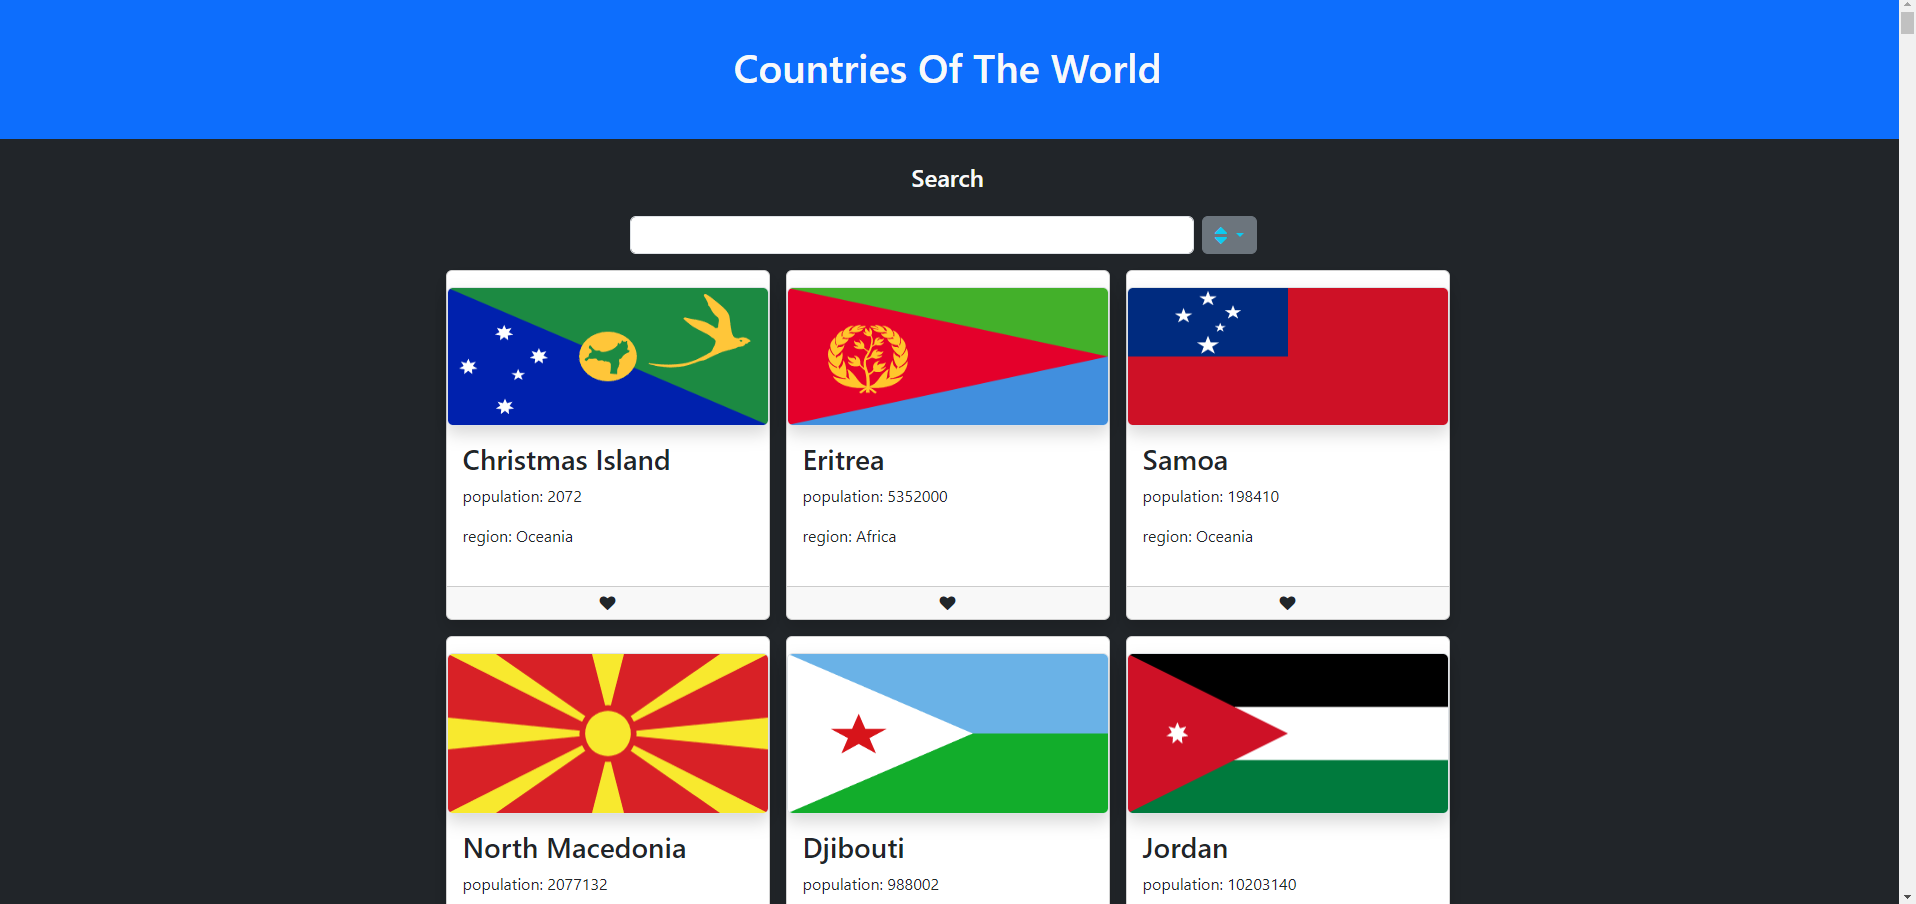 Countries Of The World
Search
Christmas Island
population: 2072
region: Oceania
Eritrea
population: 5352000
region: Africa
Samoa
population: 198410
region: Oceania
North Macedonia
population: 2077132
Djibouti
population: 988002
Jordan
population: 10203140